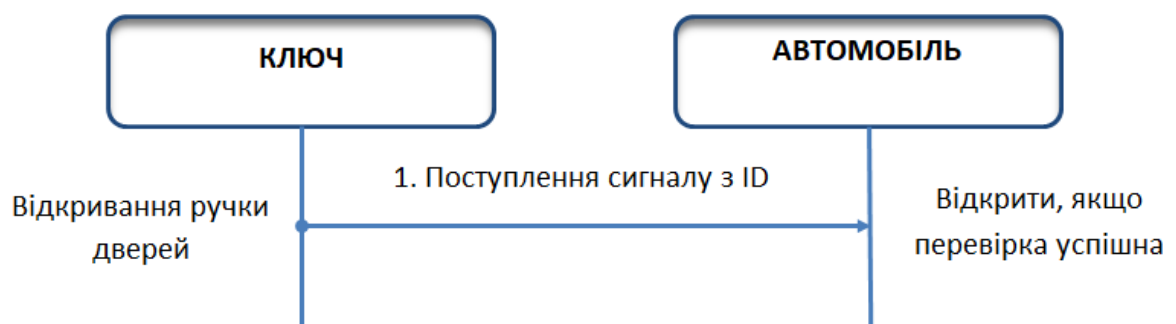 КЛЮЧ
АВТОМОБІЛЬ
1. Поступлення сигналу з ID
Відкривання ручки
дверей
Відкрити, якщо
перевірка успішна